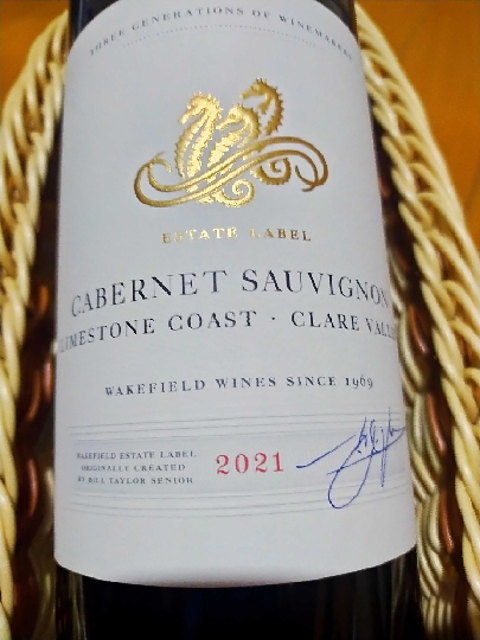 THREE GENERATIONS OF WINEMAKERS
ESTATE LABEL
CABERNET SAUVIGNON
LIMESTONE COAST · CLARE VALLEY
WAKEFIELD WINES SINCE 1969
WAKEFIELD ESTATE LABEL
ORIGINALLY CREATED
BY BILL TAYLOR SENIOR
2021